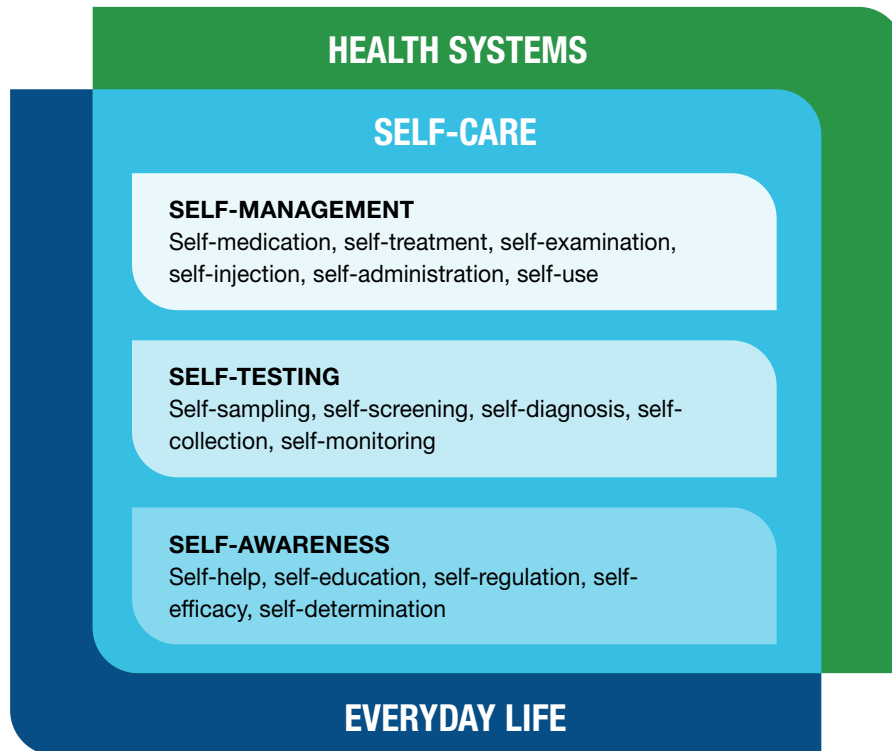 HEALTH SYSTEMS
SELF-CARE
SELF-MANAGEMENT
Self-medication, self-treatment, self-examination,
self-injection, self-administration, self-use
SELF-TESTING
Self-sampling, self-screening, self-diagnosis, self-
collection, self-monitoring
SELF-AWARENESS
Self-help, self-education, self-regulation, self-
efficacy, self-determination
EVERYDAY LIFE